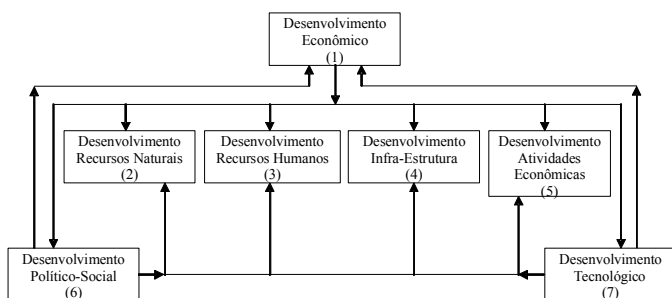 Desenvolvimento
Econômico
(1)
Desenvolvimento
Recursos Naturais
(2)
Desenvolvimento
Recursos Humanos
(3)
Desenvolvimento
Infra-Estrutura
(4)
Desenvolvimento
Atividades
Econômicas
(5)
Desenvolvimento
Político-Social
(6)
Desenvolvimento
Tecnológico
(7)